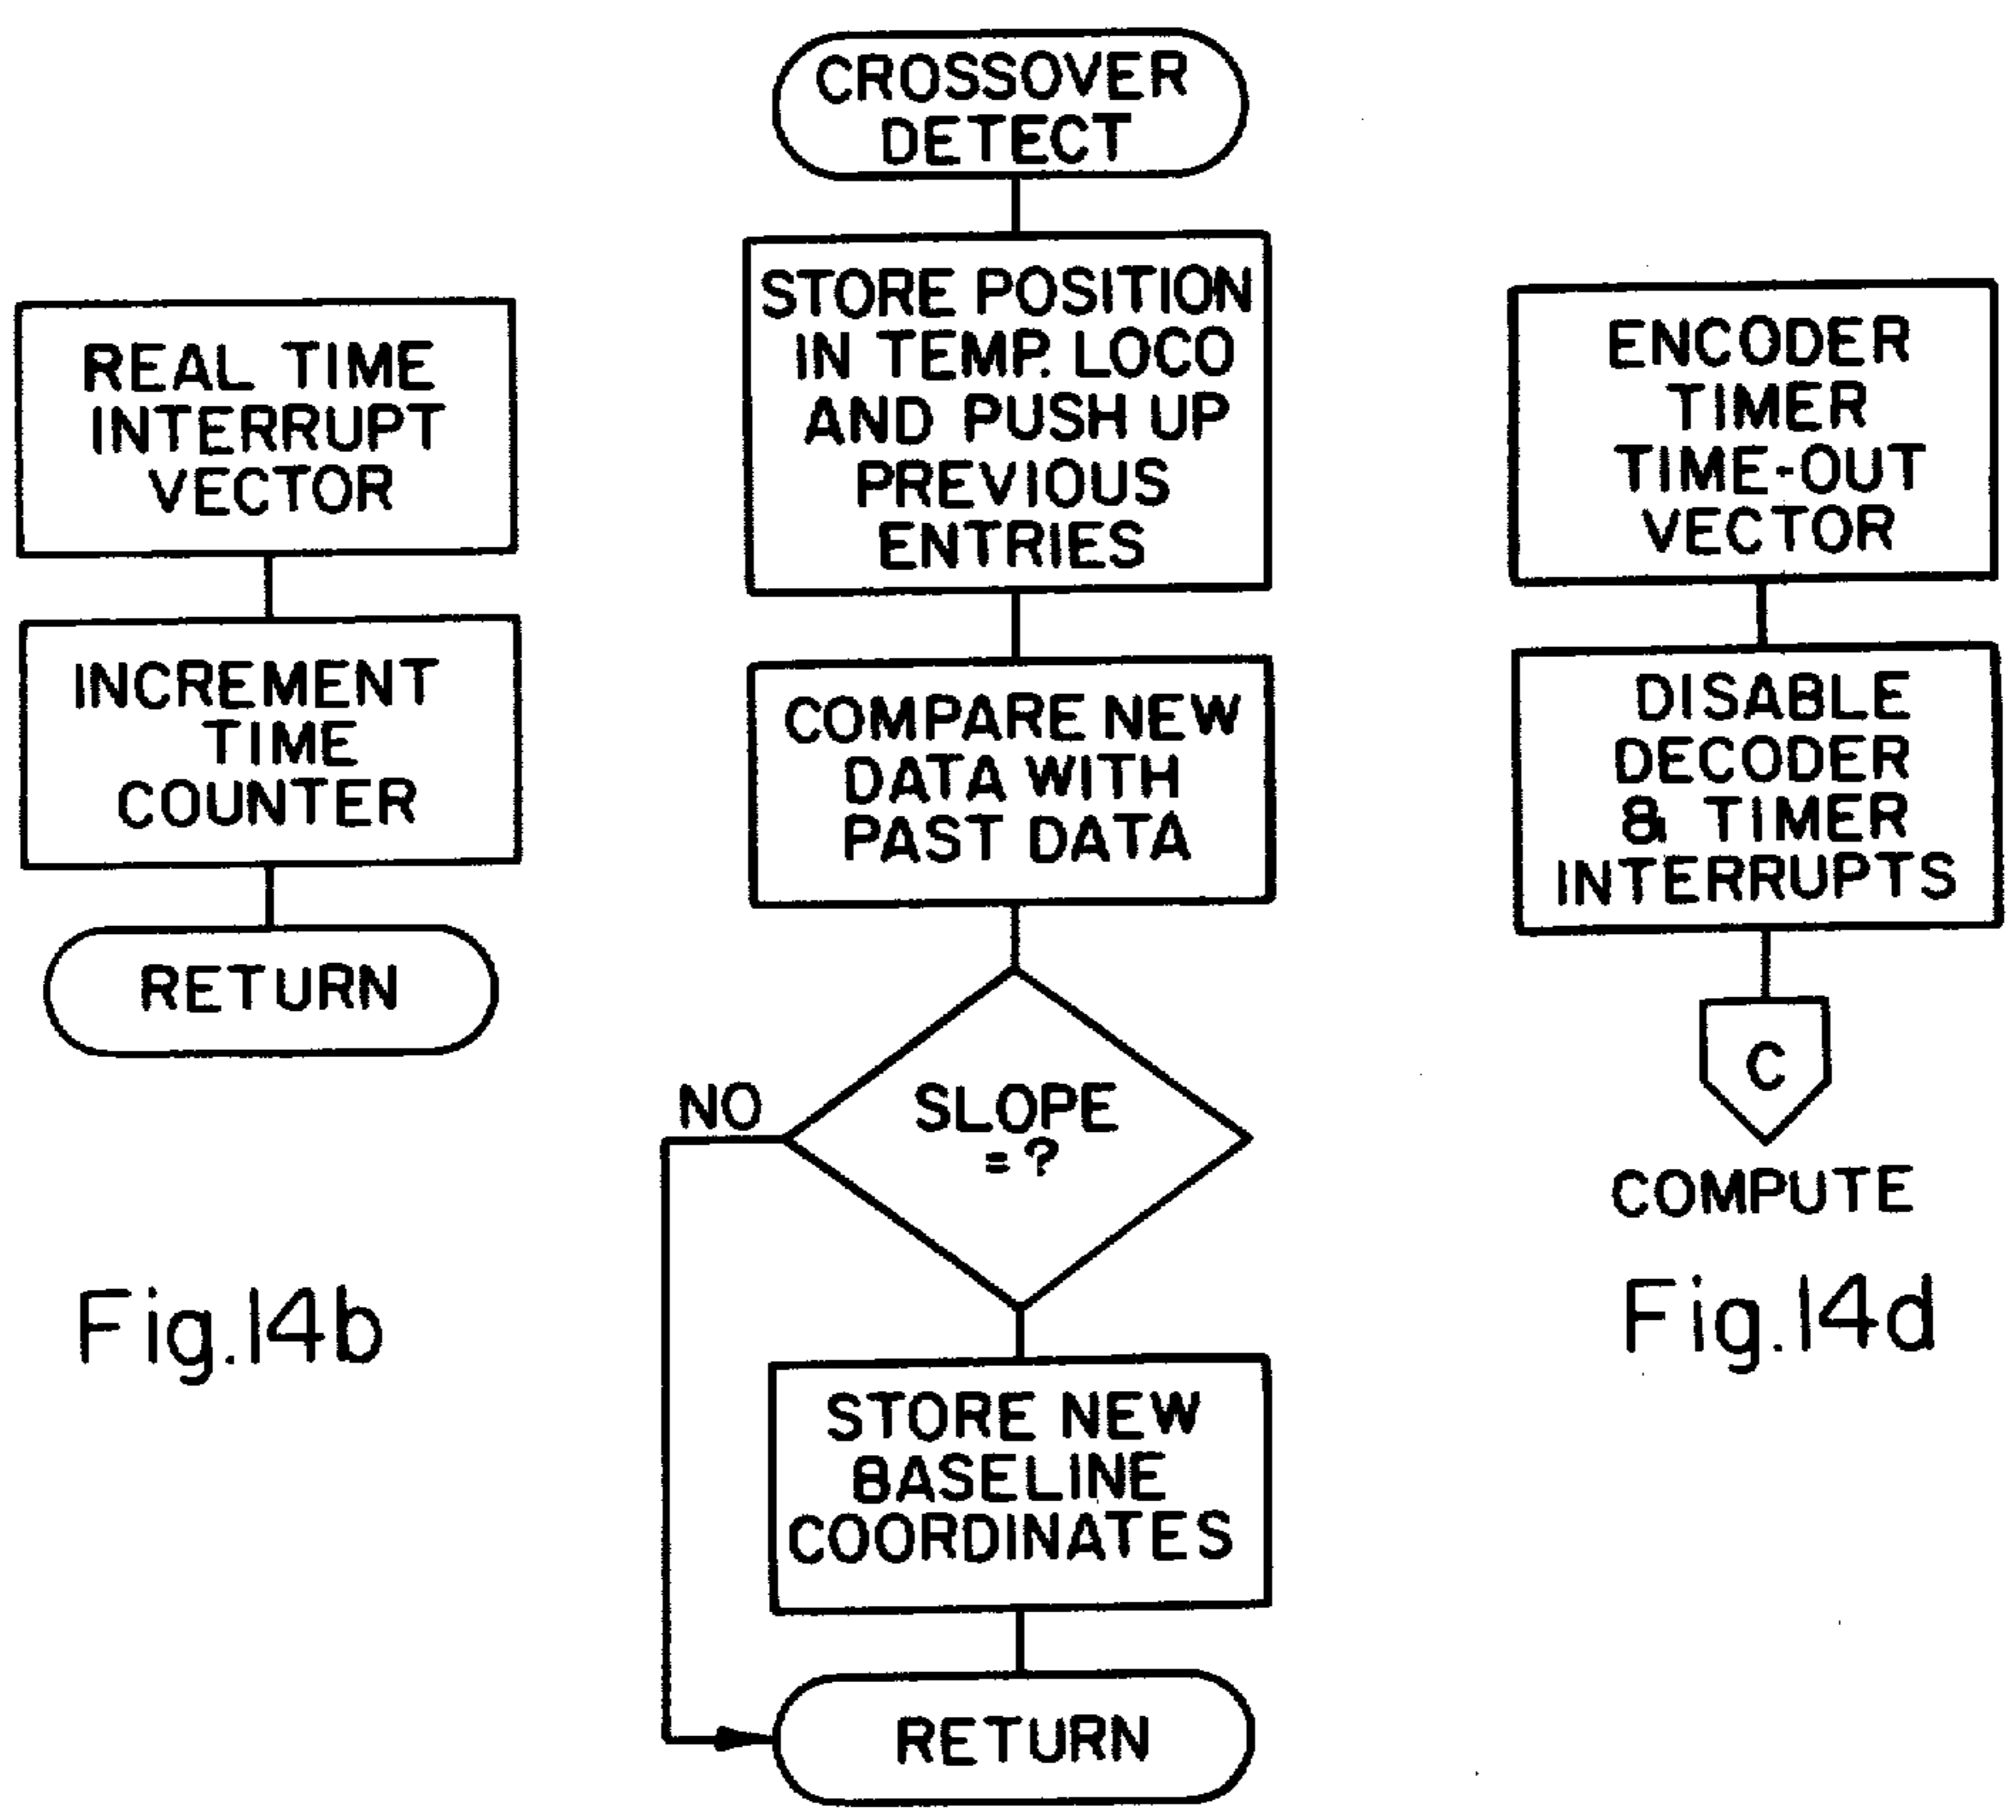 REAL TIME
INTERRUPT
VECTOR
INCREMENT
TIME
COUNTER
RETURN
Fig.14b
CROSSOVER
DETECT
STORE POSITION
IN TEMP. LOCO
AND PUSH UP
PREVIOUS
ENTRIES
COMPARE NEW
DATA WITH
PAST DATA
SLOPE
=?
NO
STORE NEW
BASELINE
COORDINATES
RETURN
ENCODER
TIMER
TIME-OUT
VECTOR
DISABLE
DECODER
& TIMER
INTERRUPTS
C
COMPUTE
Fig.14d